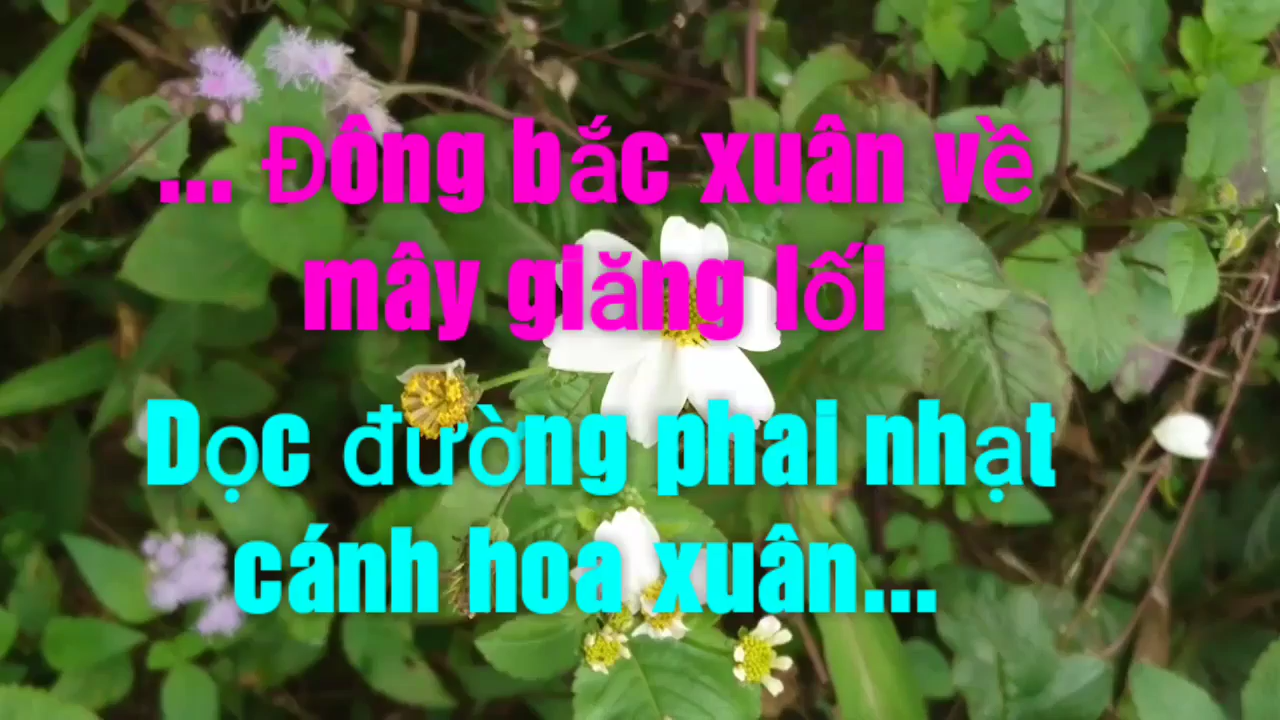 ... Đông bắc xuân về
mây giăng lối
Dọc đường phai nhạt
cánh hoa xuân...